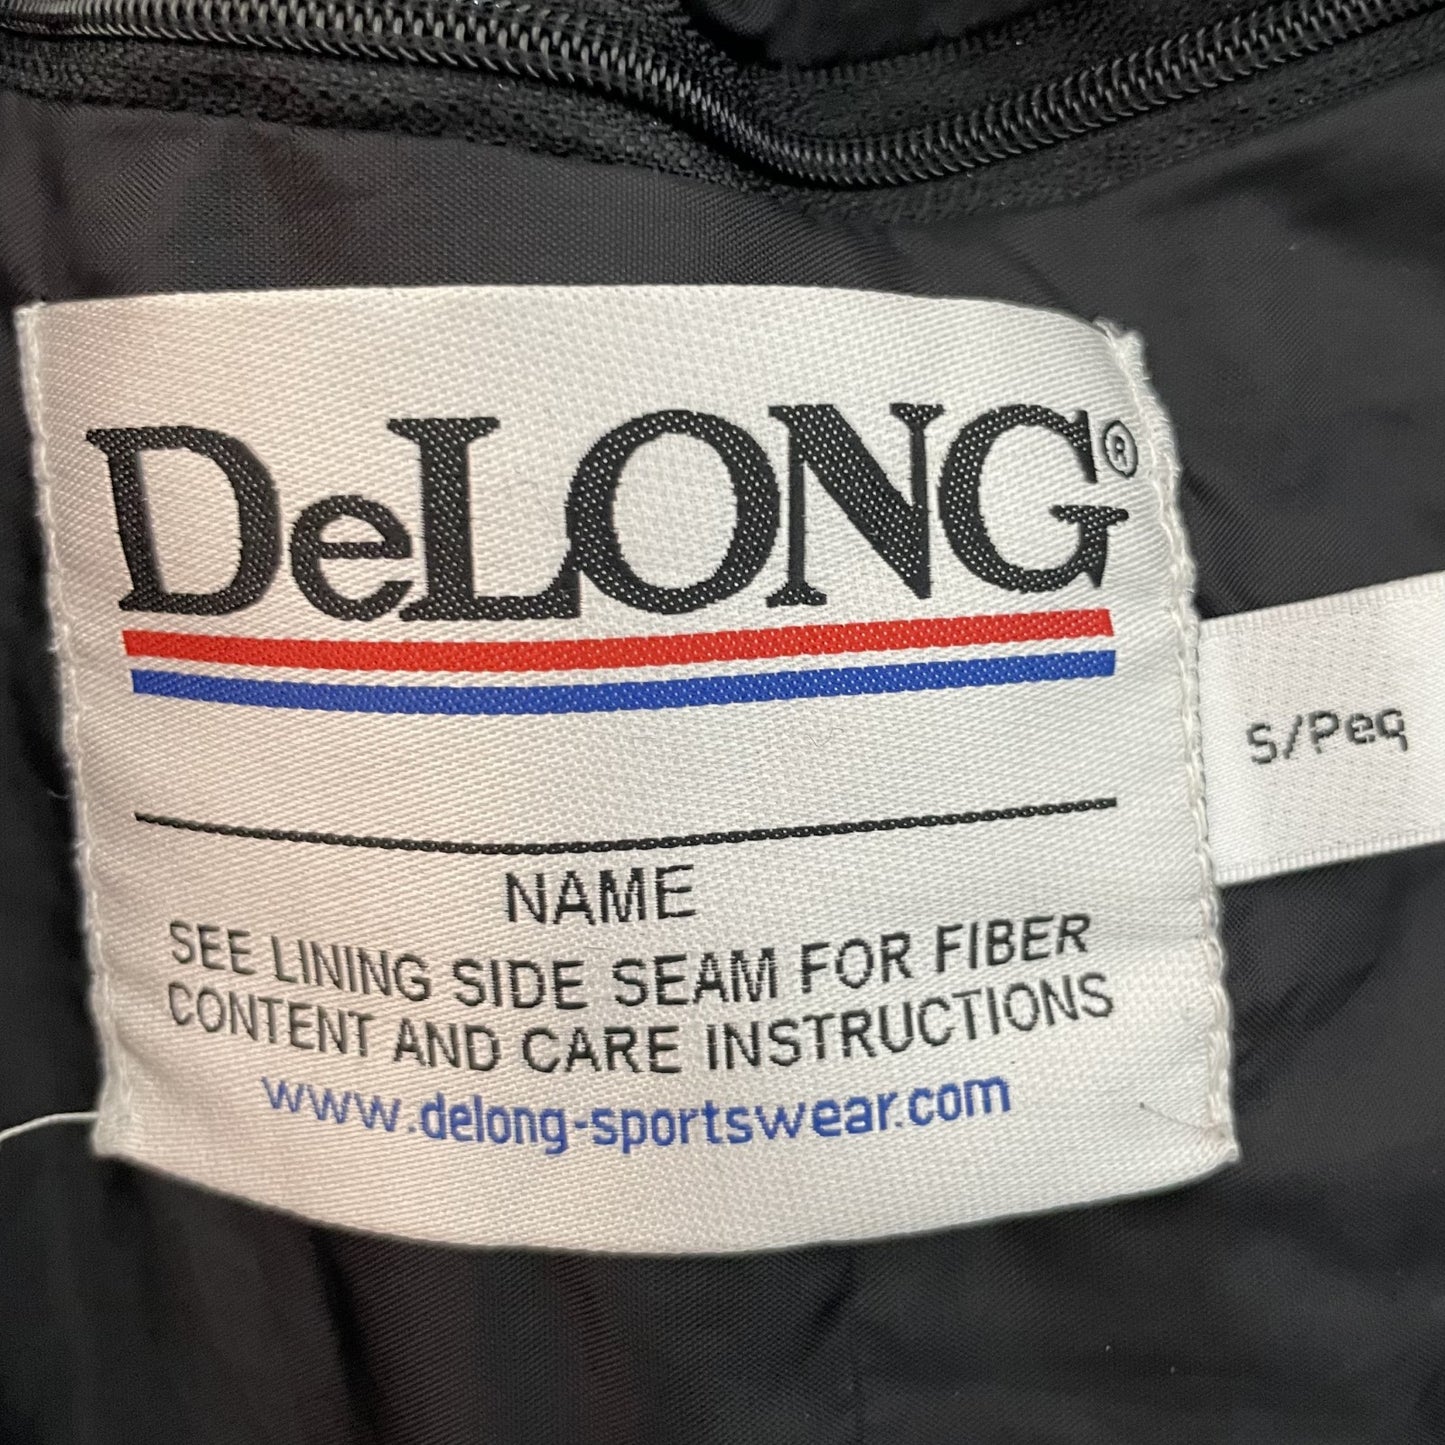 DeLONG®
NAME
SEE LINING SIDE SEAM FOR FIBER
CONTENT AND CARE INSTRUCTIONS
www.delong-sportswear.com
S/Peq